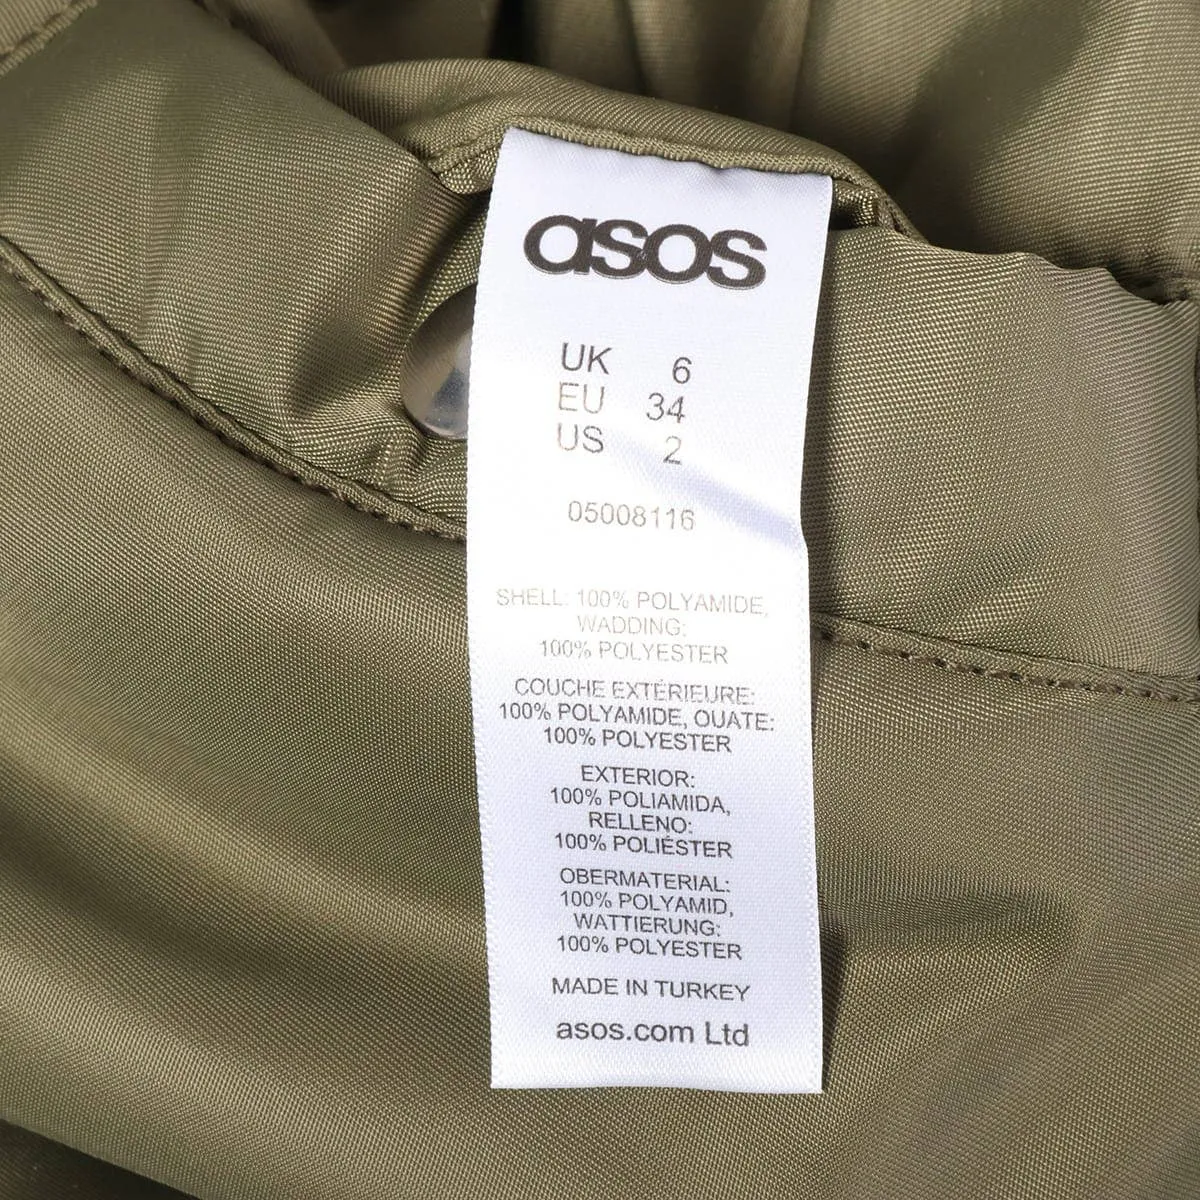 asos
UK 6
EU 34
US 2
05008116
SHELL: 100% POLYAMIDE,
WADDING:
100% POLYESTER
COUCHE EXTÉRIEURE:
100% POLYAMIDE, OUATE:
100% POLYESTER
EXTERIOR:
100% POLIAMIDA,
RELLENO:
100% POLIÉSTER
OBERMATERIAL:
100% POLYAMID,
WATTIERUNG:
100% POLYESTER
MADE IN TURKEY
asos.com Ltd